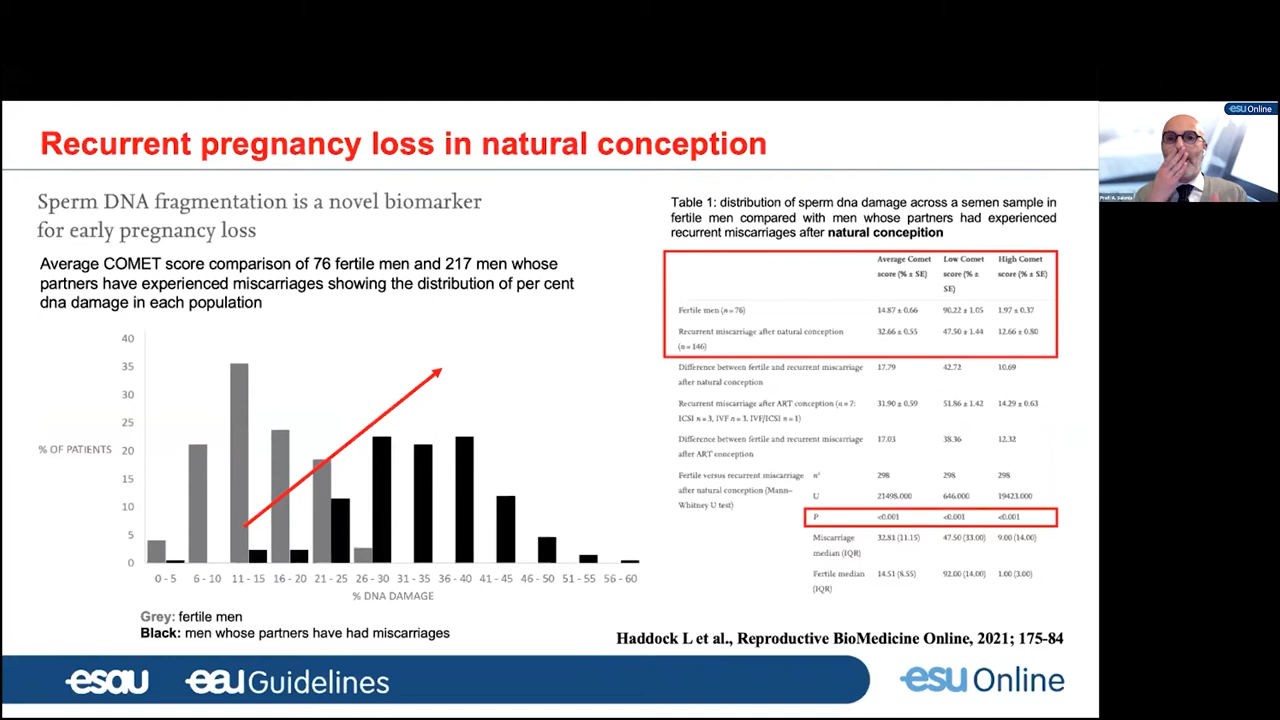 esu Online
Prof. A. Salonia
Recurrent pregnancy loss in natural conception
Sperm DNA fragmentation is a novel biomarker
for early pregnancy loss
Average COMET score comparison of 76 fertile men and 217 men whose
partners have experienced miscarriages showing the distribution of per cent
dna damage in each population
40
35
30
25
% OF PATIENTS 20
15
10
5
0
0 - 5 6 - 10 11 - 15 16 - 20 21 - 25 26 - 30 31 - 35 36 - 40 41 - 45 46 - 50 51 - 55 56 - 60
% DNA DAMAGE
Grey: fertile men
Black: men whose partners have had miscarriages
Table 1: distribution of sperm dna damage across a semen sample in
fertile men compared with men whose partners had experienced
recurrent miscarriages after natural concepition
Average Comet Low Comet High Comet
score (% ± SE) score (% ± score (% ± SE)
SE)
Fertile men (n = 76) 14.87 ± 0.66 90.22 ± 1.05 1.97 ± 0.37
Recurrent miscarriage after natural conception 32.66 ± 0.55 47.50 ± 1.44 12.66 ± 0.80
(n = 146)
Difference between fertile and recurrent miscarriage 17.79 42.72 10.69
after natural conception
Recurrent miscarriage after ART conception (n = 7: 31.90 ± 0.59 51.86 ± 1.42 14.29 ± 0.63
ICSI n = 3, IVF n = 3, IVF/ICSI n = 1)
Difference between fertile and recurrent miscarriage 17.03 38.36 12.32
after ART conception
Fertile versus recurrent miscarriage n² 298 298 298
after natural conception (Mann–
Whitney U test) U 21498.000 646.000 19423.000
P <0.001 <0.001 <0.001
Miscarriage 32.81 (11.15) 47.50 (33.00) 9.00 (14.00)
median (IQR)
Fertile median 14.51 (8.55) 92.00 (14.00) 1.00 (3.00)
(IQR)
Haddock L et al., Reproductive BioMedicine Online, 2021; 175-84
esau eau Guidelines esu Online